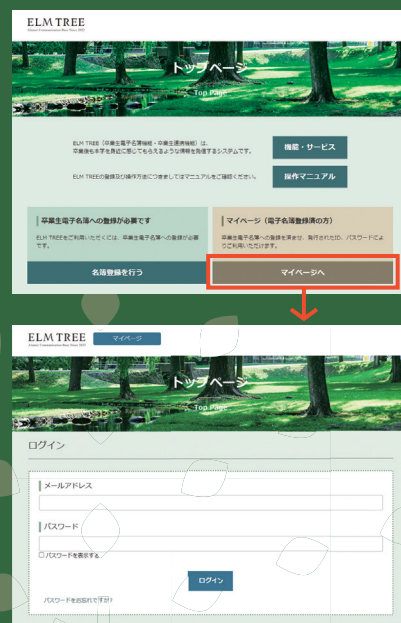 ELM TREE
Alumni Communication Base Since 2022
トップページ
Top Page
ELM TREE（卒業生電子名簿機能・卒業生連携機能）は、
卒業後も本学を身近に感じてもらえるような情報を発信するシステムです。
機能・サービス
ELM TREEの登録及び操作方法につきましてはマニュアルをご確認ください。
操作マニュアル
卒業生電子名簿への登録が必要です
ELM TREEをご利用いただくには、卒業生電子名簿への登録が必要
です。
名簿登録を行う
マイページ（電子名簿登録済の方）
卒業生電子名簿への登録を済ませ、発行されたID、パスワードによ
りご利用いただけます。
マイページへ
ELM TREE
マイページ
トップページ
Top Page
ログイン
メールアドレス
パスワード
パスワードを表示する
ログイン
パスワードをお忘れですか?